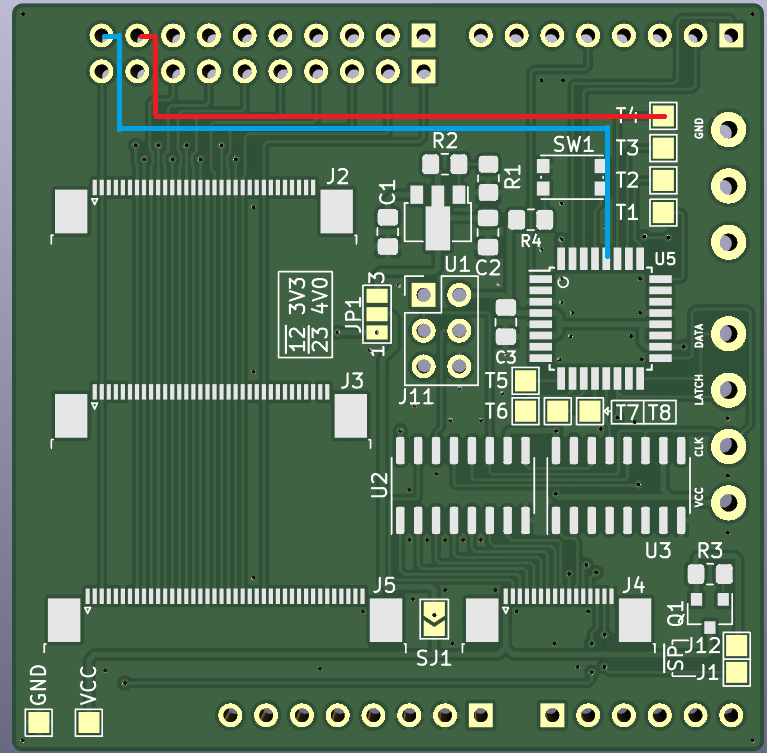 T4
GND
R2
SW1
T3
J2
C1
R1
T2
T1
R4
U5
U1
C2
3
12 3V3
23 4V0
JP1
1
C3
DATA
J3
J11
T5
T6
T7 T8
LATCH
CLK
U2
VCC
U3
R3
J5
J4
Q1
SJ1
SP
J12
J1
GND
VCC